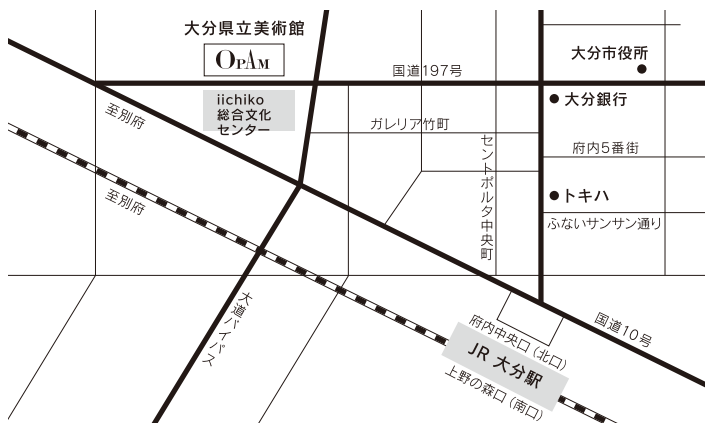 大分県立美術館
OPAM
国道197号
大分市役所
iichiko
総合文化
センター
大分銀行
至別府
ガレリア竹町
セントポルタ中央町
府内5番街
至別府
トキハ
ふないサンサン通り
大道バイパス
国道10号
府内中央口(北口)
JR 大分駅
上野の森口(南口)